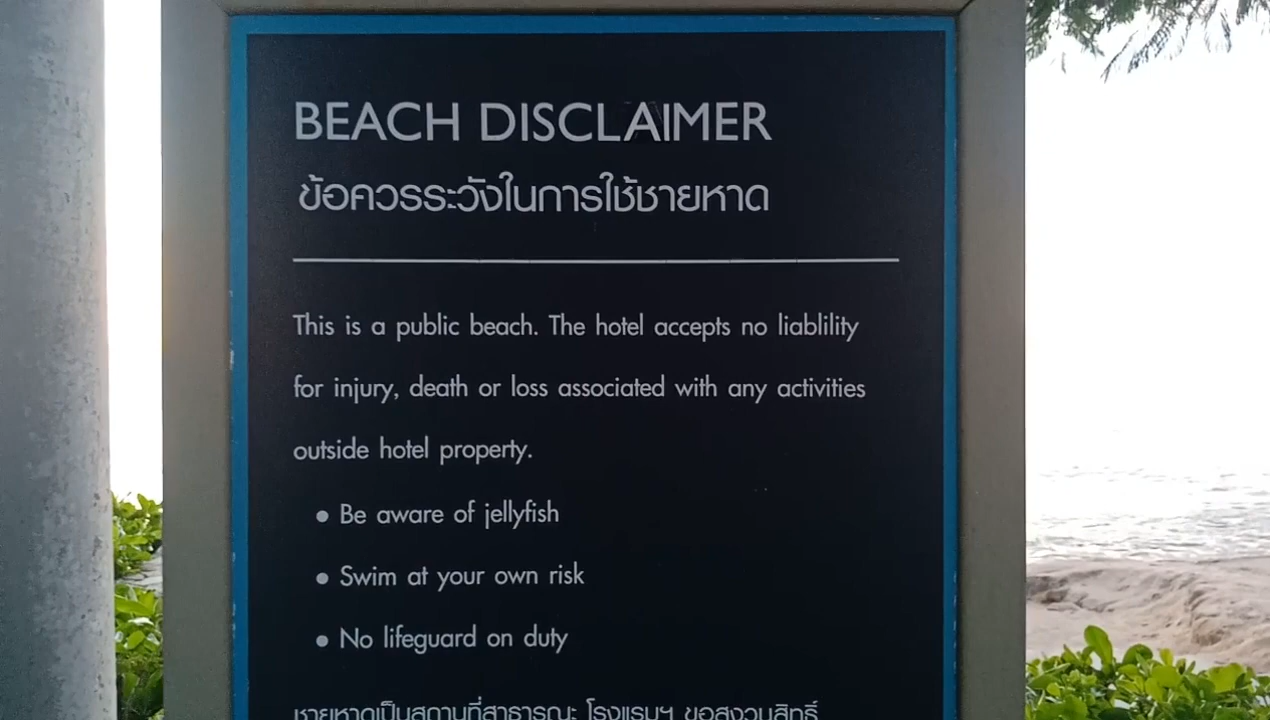 BEACH DISCLAIMER
ข้อควรระวังในการใช้ชายหาด
This is a public beach. The hotel accepts no liablility
for injury, death or loss associated with any activities
outside hotel property.
● Be aware of jellyfish
● Swim at your own risk
● No lifeguard on duty
ชายหาดเป็นสถานที่สาธารณะ โรงแรมฯ ขอสงวนสิทธิ์